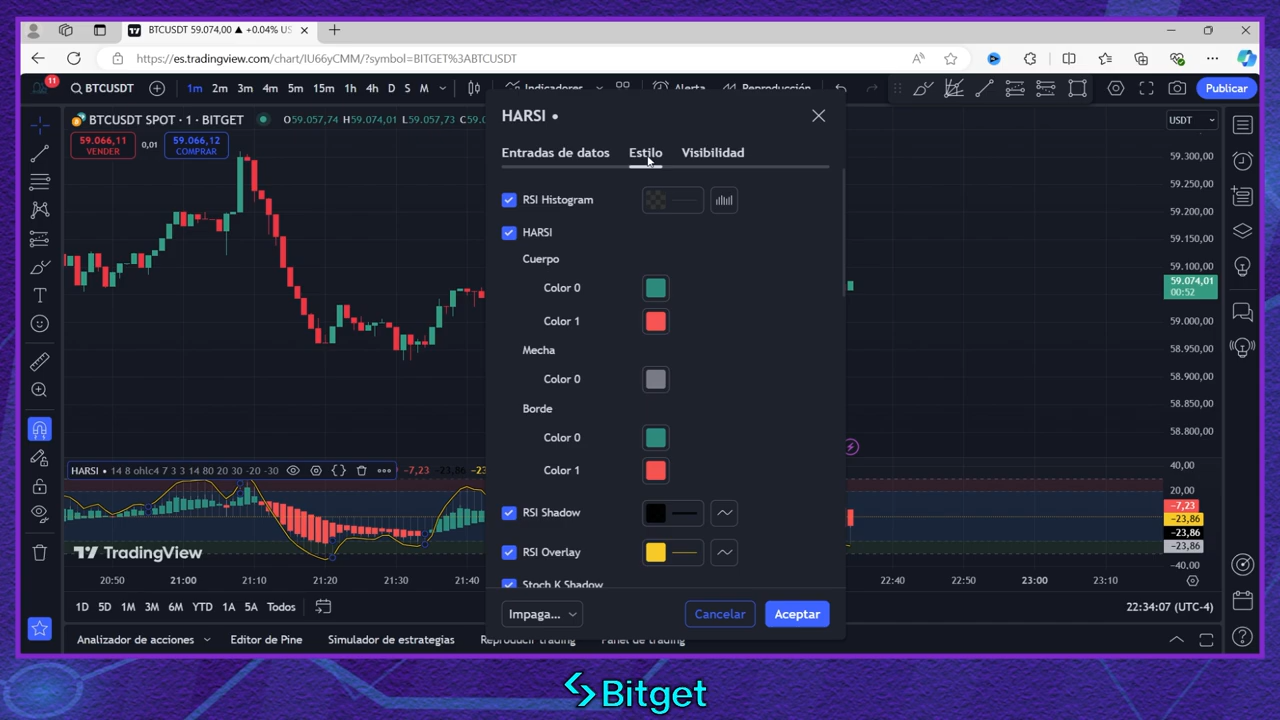 BTCUSDT 59.074,00 ▲ +0.04% US
https://es.tradingview.com/chart/IU66yCMM/?symbol=BITGET%3ABTCUSDT
11
BTCUSDT
1m 2m 3m 4m 5m 15m 1h 4h D S M
Indicadores
Alerta
Reproducción
Publicar
BTCUSDT SPOT · 1 · BITGET
O59.057,74 H59.074,01 L59.057,73 C59.0
USDT
59.066,11
VENDER
0,01
59.066,12
COMPRAR
HARSI
Entradas de datos
Estilo
Visibilidad
RSI Histogram
HARSI
Cuerpo
Color 0
Color 1
Mecha
Color 0
Borde
Color 0
Color 1
RSI Shadow
RSI Overlay
Stoch K Shadow
Impaga...
Cancelar
Aceptar
59.300,00
59.250,00
59.200,00
59.150,00
59.100,00
59.074,01
00:52
59.000,00
58.950,00
58.900,00
58.850,00
58.800,00
HARSI 14 8 ohlc4 7 3 3 14 80 20 30 -20 -30
−7,23 −23,86 −23
40,00
20,00
−7,23
−23,86
−23,86
−23,86
−40,00
TradingView
20:50 21:00 21:10 21:20 21:30 21:40 22:40 22:50 23:00 23:10
1D 5D 1M 3M 6M YTD 1A 5A Todos
22:34:07 (UTC-4)
Analizador de acciones
Editor de Pine
Simulador de estrategias
Reproducir trading
Panel de trading
Bitget